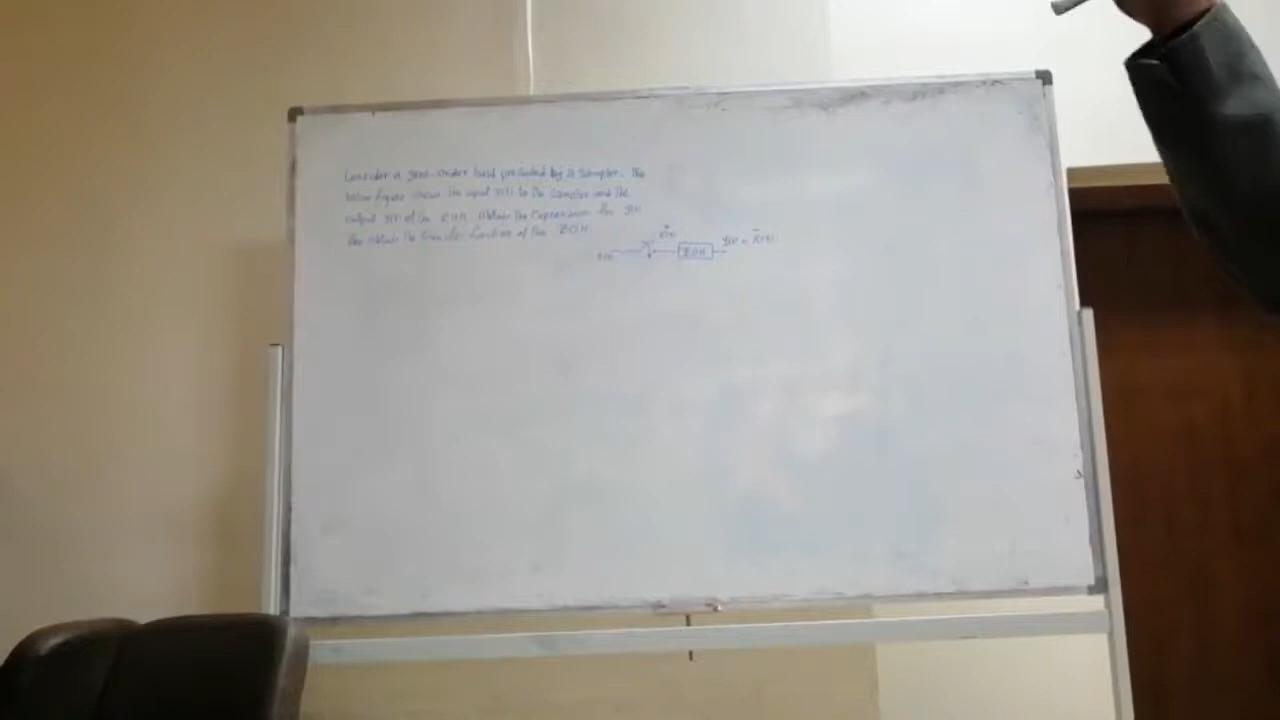 Consider a zero-order hold preceded by a Sampler. The
below figure shows the input x(t) to the Sampler and the
output y(t) of the ZOH. Obtain the expression for y(t)
the obtain the transfer function of the ZOH
x(t) ZOH